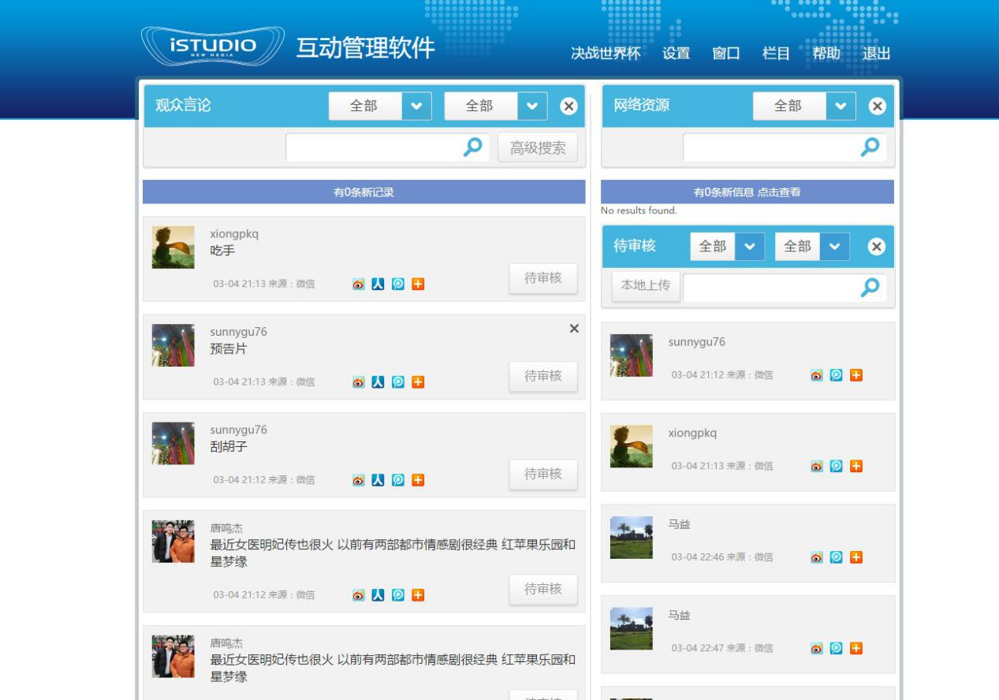 iSTUDIO
NEW MEDIA
互动管理软件
决战世界杯 设置 窗口 栏目 帮助 退出
观众言论 全部 全部
高级搜索
有0条新记录
xiongpkq
吃手
03-04 21:13 来源：微信
待审核
sunnygu76
预告片
03-04 21:13 来源：微信
待审核
sunnygu76
刮胡子
03-04 21:12 来源：微信
待审核
唐鸣杰
最近女医明妃传也很火 以前有两部都市情感剧很经典 红苹果乐园和
星梦缘
03-04 21:12 来源：微信
待审核
唐鸣杰
最近女医明妃传也很火 以前有两部都市情感剧很经典 红苹果乐园和
星梦缘
待审核
网络资源 全部
有0条新信息 点击查看
No results found.
待审核 全部 全部
本地上传
sunnygu76
03-04 21:12 来源：微信
xiongpkq
03-04 21:13 来源：微信
马益
03-04 22:46 来源：微信
马益
03-04 22:47 来源：微信